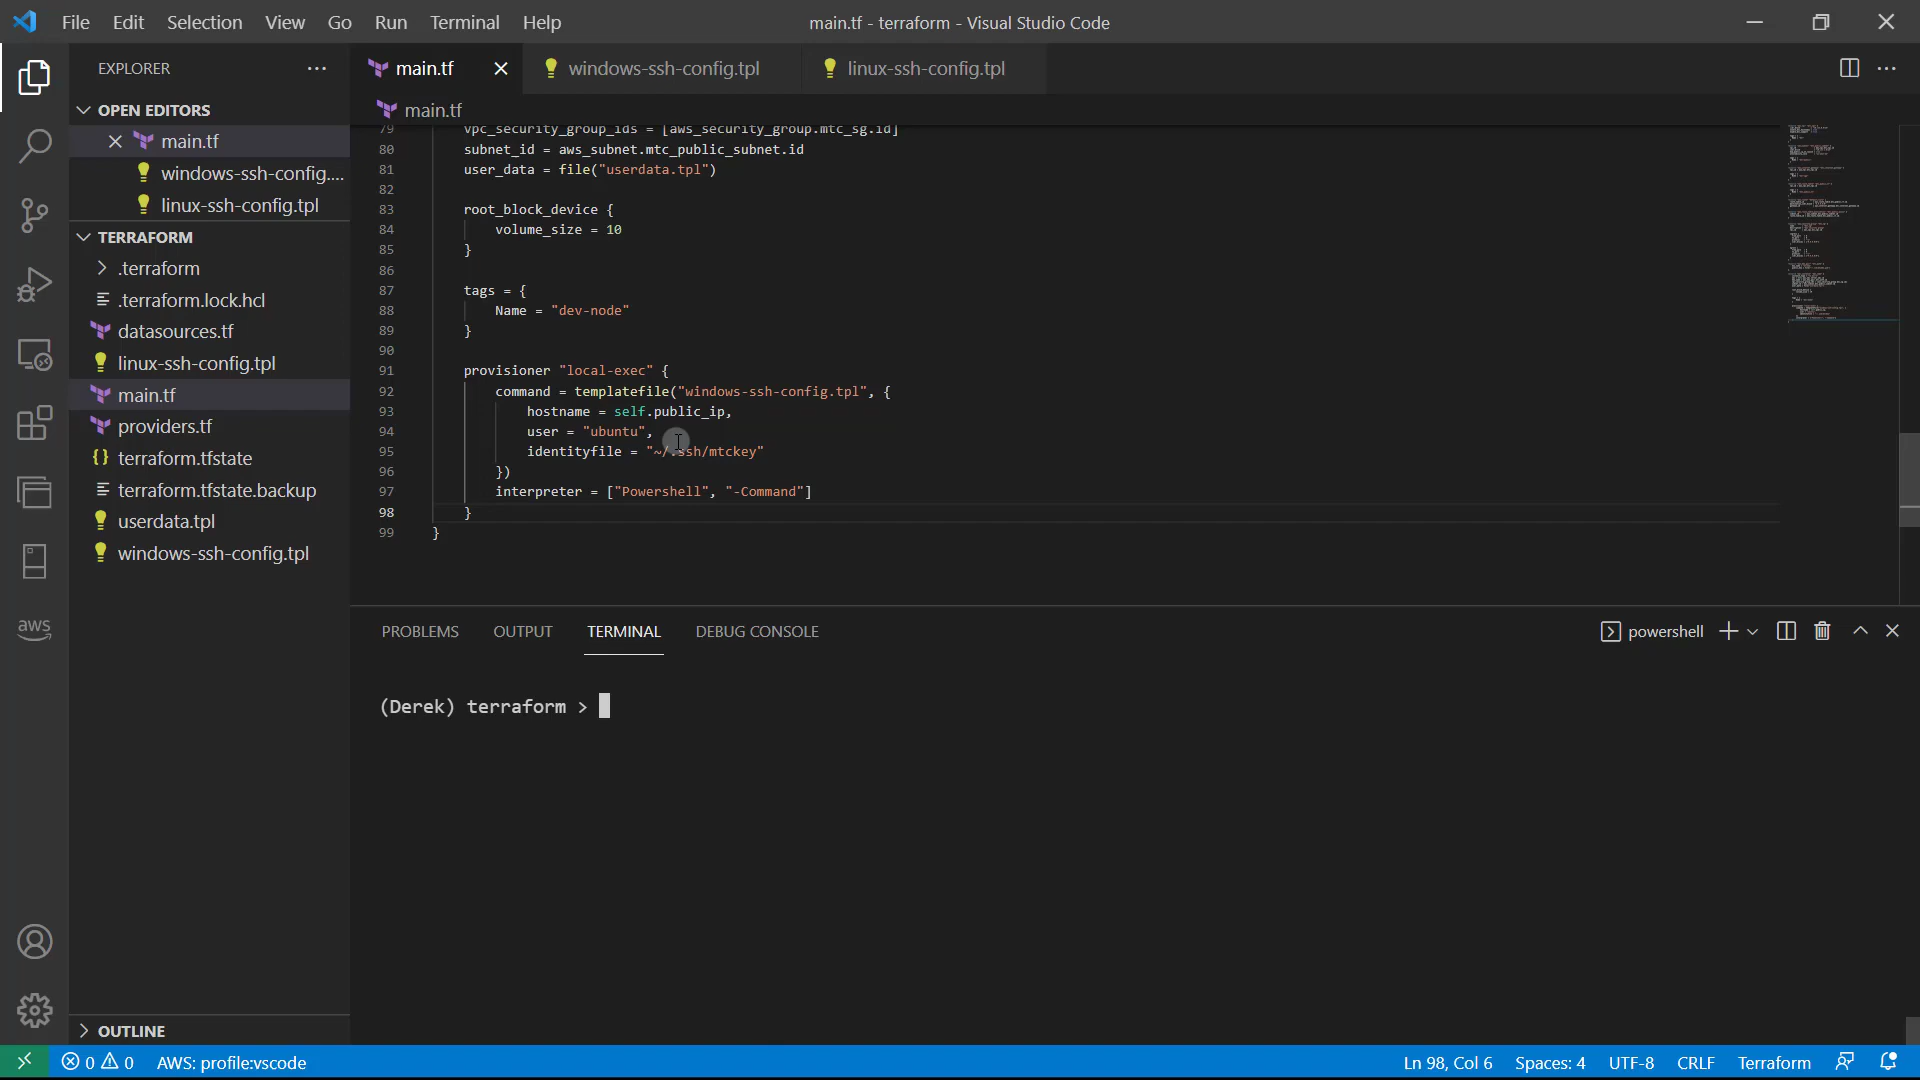 File Edit Selection View Go Run Terminal Help
main.tf - terraform - Visual Studio Code
EXPLORER
main.tf
windows-ssh-config.tpl
linux-ssh-config.tpl
OPEN EDITORS
main.tf
windows-ssh-config....
linux-ssh-config.tpl
TERRAFORM
.terraform
.terraform.lock.hcl
datasources.tf
linux-ssh-config.tpl
main.tf
providers.tf
terraform.tfstate
terraform.tfstate.backup
userdata.tpl
windows-ssh-config.tpl
OUTLINE
aws
main.tf
79 vpc_security_group_ids = [aws_security_group.mtc_sg.id]
80 subnet_id = aws_subnet.mtc_public_subnet.id
81 user_data = file("userdata.tpl")
82
83 root_block_device {
84 volume_size = 10
85 }
86
87 tags = {
88 Name = "dev-node"
89 }
90
91 provisioner "local-exec" {
92 command = templatefile("windows-ssh-config.tpl", {
93 hostname = self.public_ip,
94 user = "ubuntu",
95 identityfile = "~/.ssh/mtckey"
96 })
97 interpreter = ["Powershell", "-Command"]
98 }
99 }
PROBLEMS OUTPUT TERMINAL DEBUG CONSOLE
powershell
(Derek) terraform >
0 0 AWS: profile:vscode
Ln 98, Col 6 Spaces: 4 UTF-8 CRLF Terraform